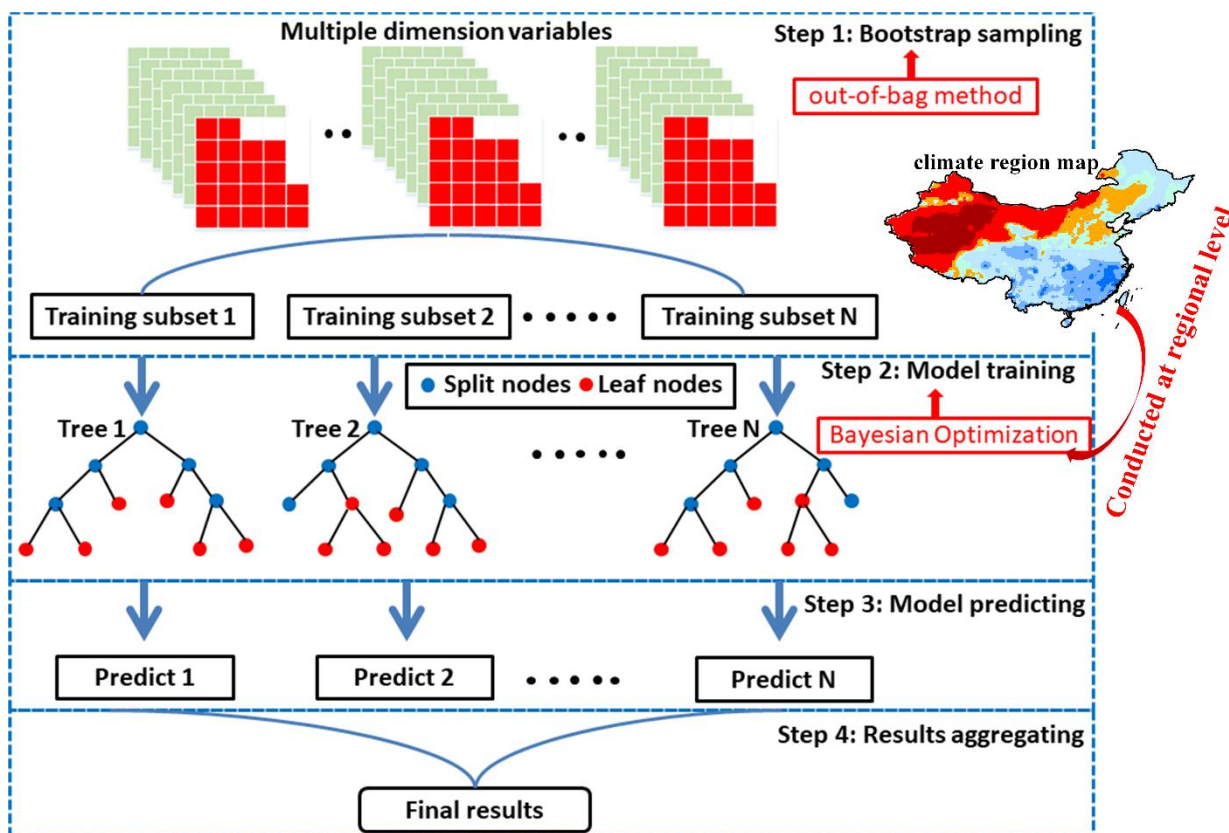 Multiple dimension variables
Step 1: Bootstrap sampling
out-of-bag method
climate region map
Training subset 1
Training subset 2
Training subset N
Conducted at regional level
Split nodes
Leaf nodes
Step 2: Model training
Bayesian Optimization
Tree 1
Tree 2
Tree N
Step 3: Model predicting
Predict 1
Predict 2
Predict N
Step 4: Results aggregating
Final results